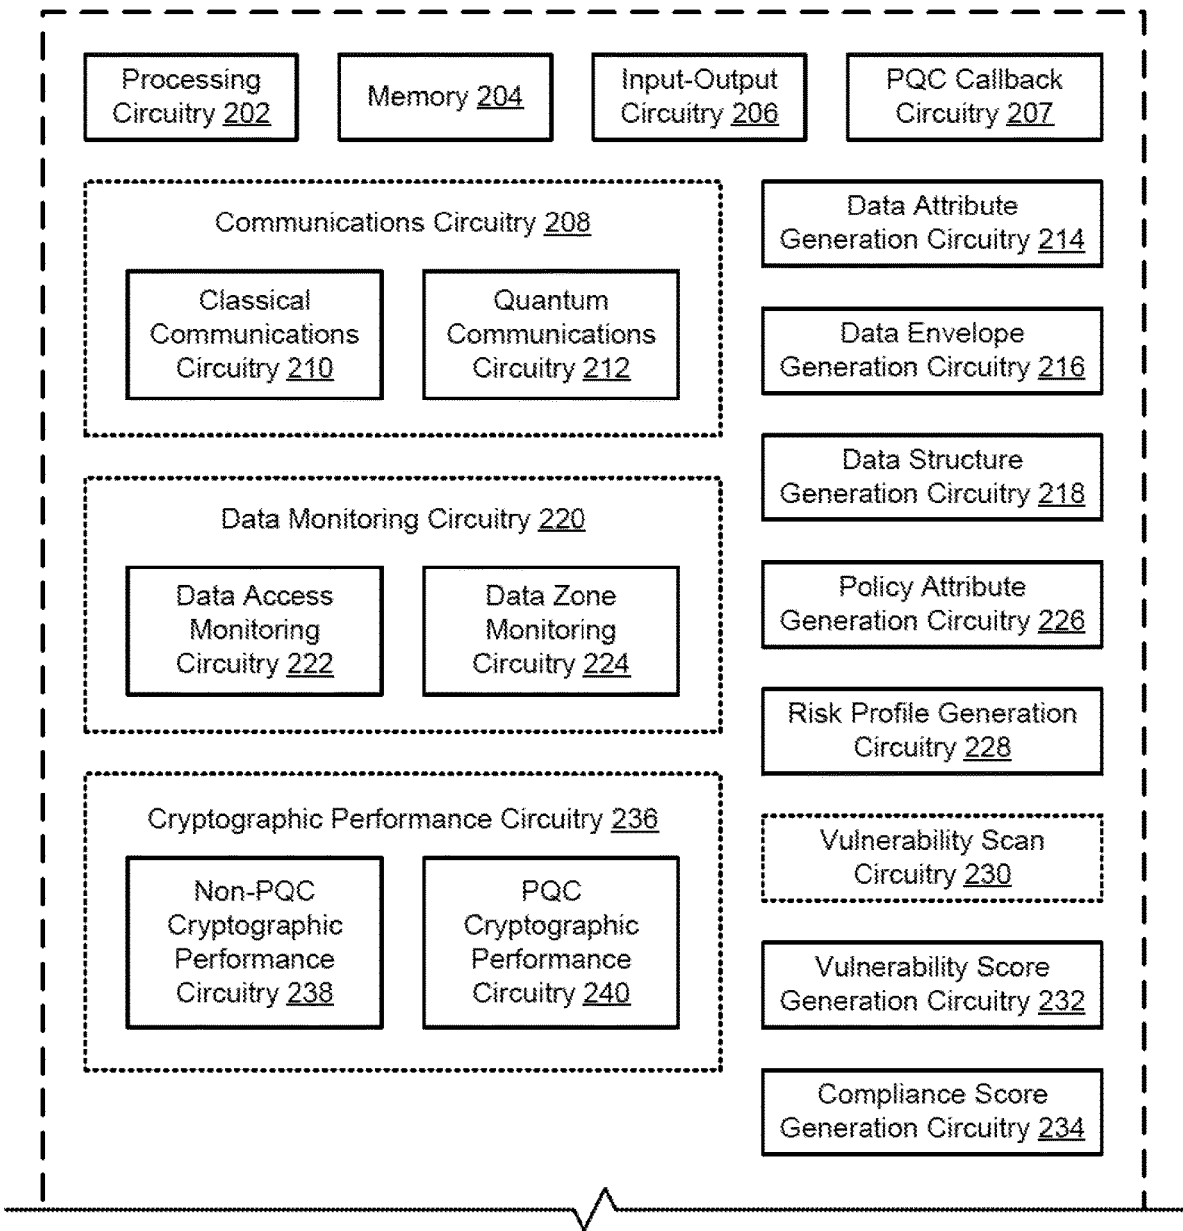 Processing
Circuitry 202
Memory 204
Input-Output
Circuitry 206
PQC Callback
Circuitry 207
Communications Circuitry 208
Classical
Communications
Circuitry 210
Quantum
Communications
Circuitry 212
Data Monitoring Circuitry 220
Data Access
Monitoring
Circuitry 222
Data Zone
Monitoring
Circuitry 224
Cryptographic Performance Circuitry 236
Non-PQC
Cryptographic
Performance
Circuitry 238
PQC
Cryptographic
Performance
Circuitry 240
Data Attribute
Generation Circuitry 214
Data Envelope
Generation Circuitry 216
Data Structure
Generation Circuitry 218
Policy Attribute
Generation Circuitry 226
Risk Profile Generation
Circuitry 228
Vulnerability Scan
Circuitry 230
Vulnerability Score
Generation Circuitry 232
Compliance Score
Generation Circuitry 234